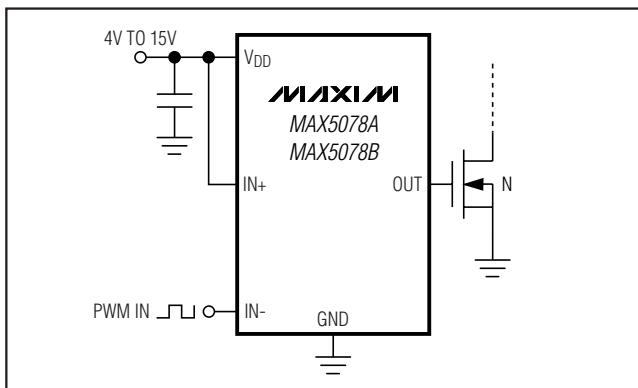 4V TO 15V
VDD
MAXIM
MAX5078A
MAX5078B
IN+
OUT
N
PWM IN
IN-
GND